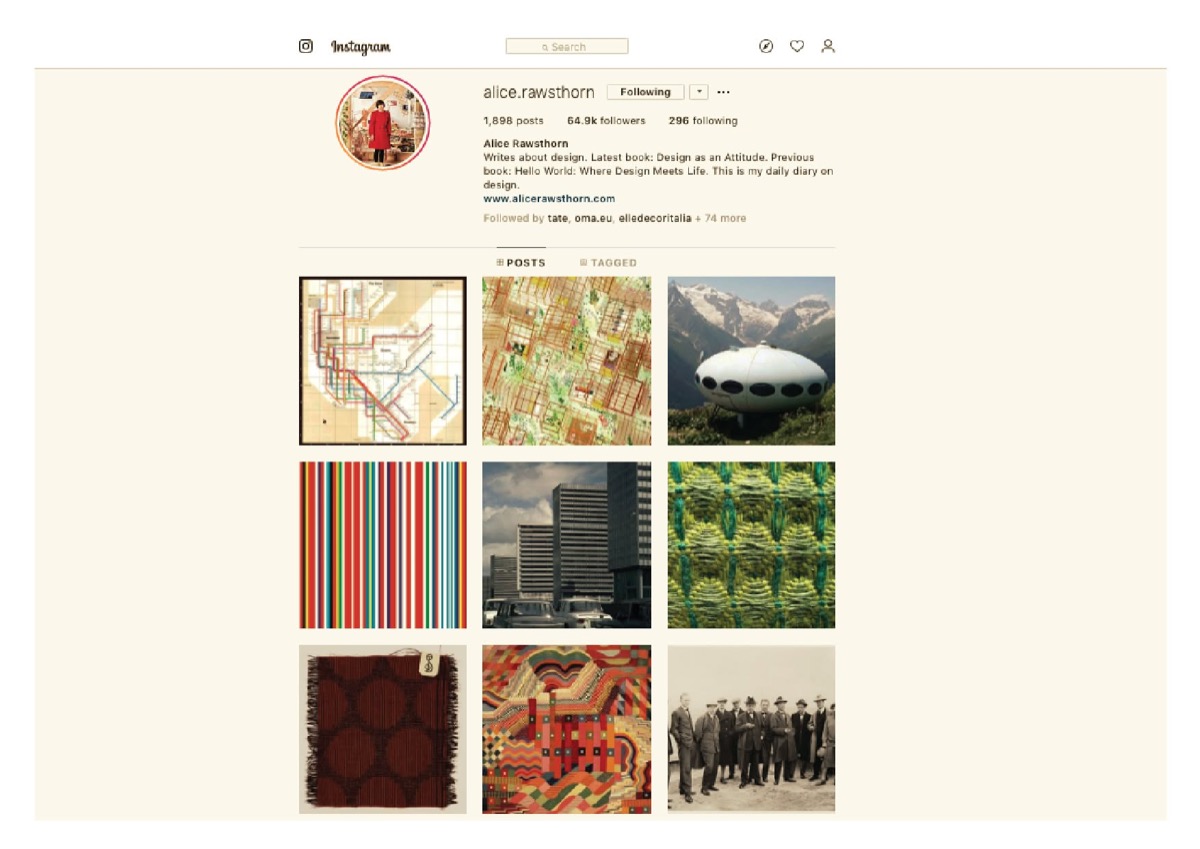 Instagram
Search
alice.rawsthorn Following
1,898 posts 64.9k followers 296 following
Alice Rawsthorn
Writes about design. Latest book: Design as an Attitude. Previous
book: Hello World: Where Design Meets Life. This is my daily diary on
design.
www.alicerawsthorn.com
Followed by tate, oma.eu, elledecoritalia + 74 more
POSTS TAGGED